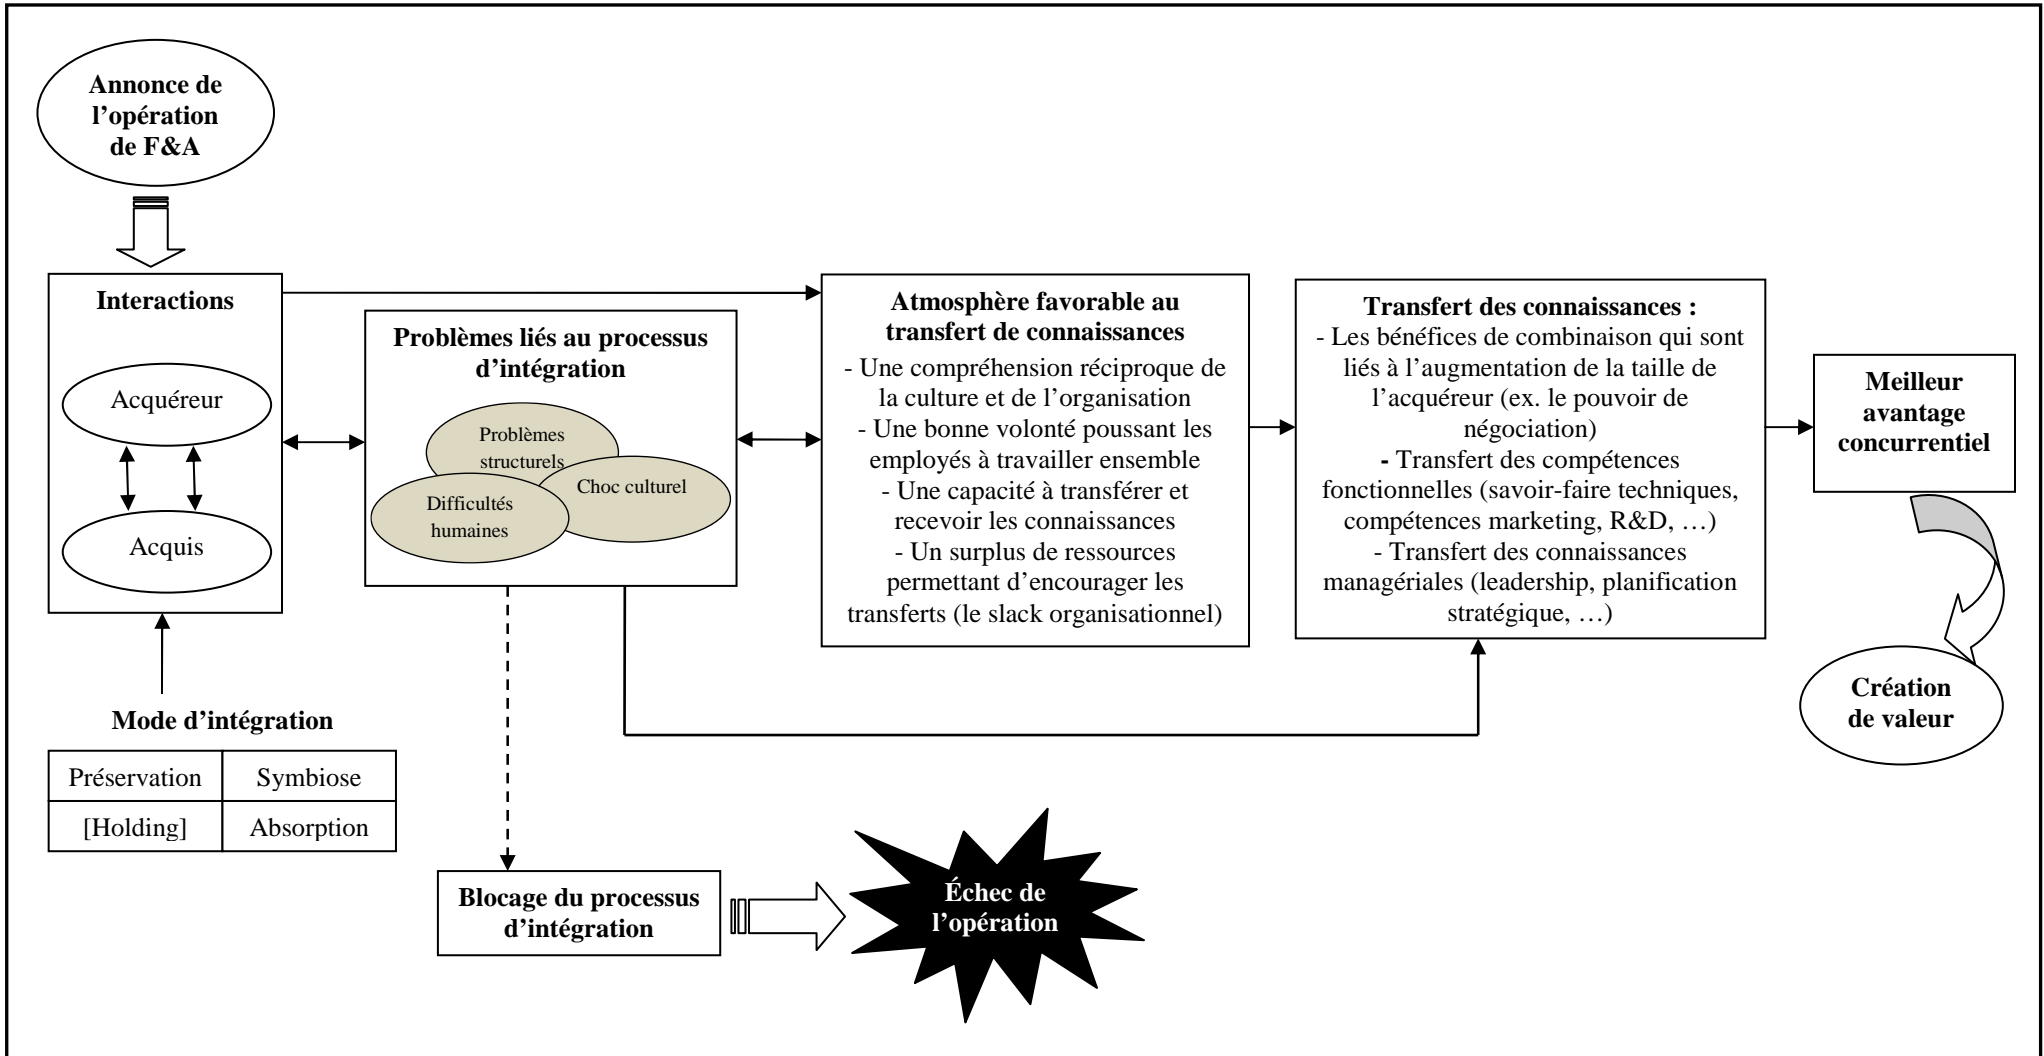 Annonce de
l’opération
de F&A
Interactions
Acquéreur
Acquis
Mode d’intégration
Préservation
Symbiose
[Holding]
Absorption
Problèmes liés au processus
d’intégration
Problèmes
structurels
Choc culturel
Difficultés
humaines
Blocage du processus
d’intégration
Échec de
l’opération
Atmosphère favorable au
transfert de connaissances
- Une compréhension réciproque de
la culture et de l’organisation
- Une bonne volonté poussant les
employés à travailler ensemble
- Une capacité à transférer et
recevoir les connaissances
- Un surplus de ressources
permettant d’encourager les
transferts (le slack organisationnel)
Transfert des connaissances :
- Les bénéfices de combinaison qui sont
liés à l’augmentation de la taille de
l’acquéreur (ex. le pouvoir de
négociation)
- Transfert des compétences
fonctionnelles (savoir-faire techniques,
compétences marketing, R&D, …)
- Transfert des connaissances
managériales (leadership, planification
stratégique, …)
Meilleur
avantage
concurrentiel
Création
de valeur